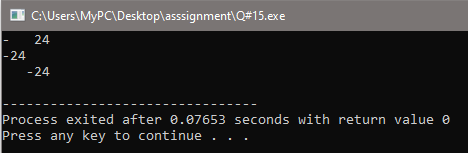 C:\Users\MyPC\Desktop\asssignment\Q#15.exe
-   24
-24
   -24
--------------------------------
Process exited after 0.07653 seconds with return value 0
Press any key to continue . . .